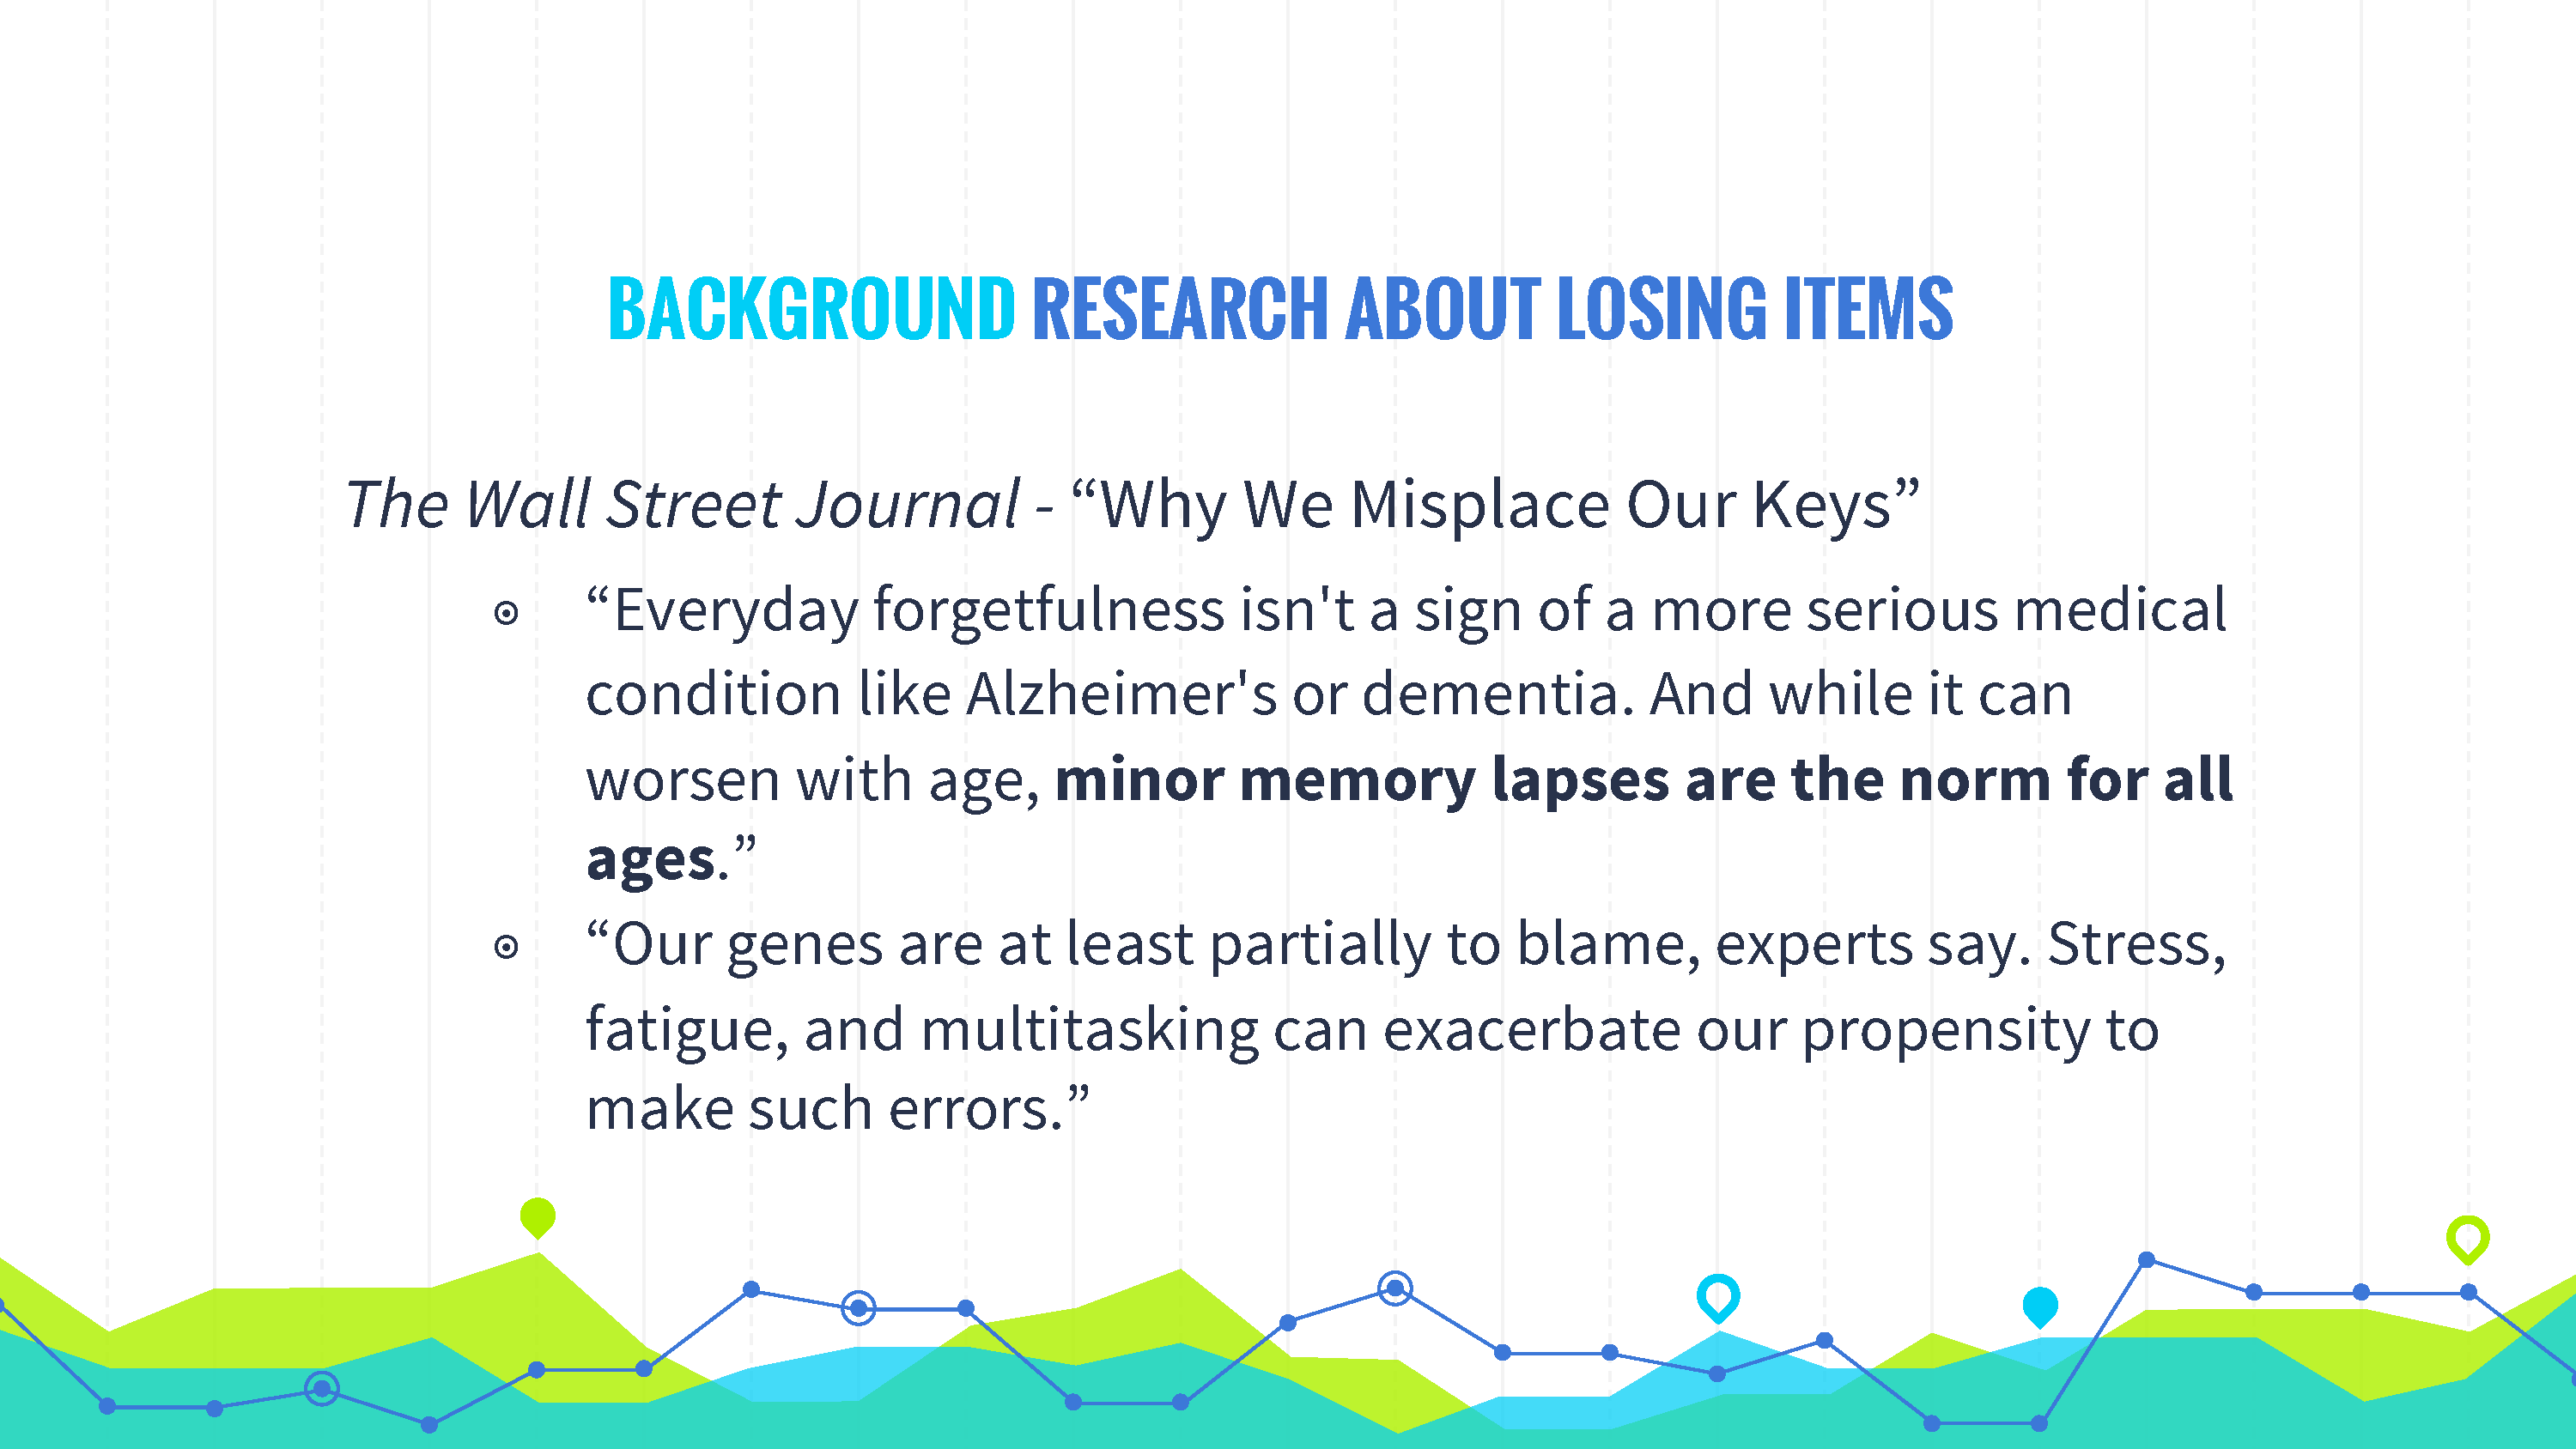 BACKGROUND RESEARCH ABOUT LOSING ITEMS
The Wall Street Journal - “Why We Misplace Our Keys”
“Everyday forgetfulness isn't a sign of a more serious medical
condition like Alzheimer's or dementia. And while it can
worsen with age, minor memory lapses are the norm for all
ages.”
“Our genes are at least partially to blame, experts say. Stress,
fatigue, and multitasking can exacerbate our propensity to
make such errors.”